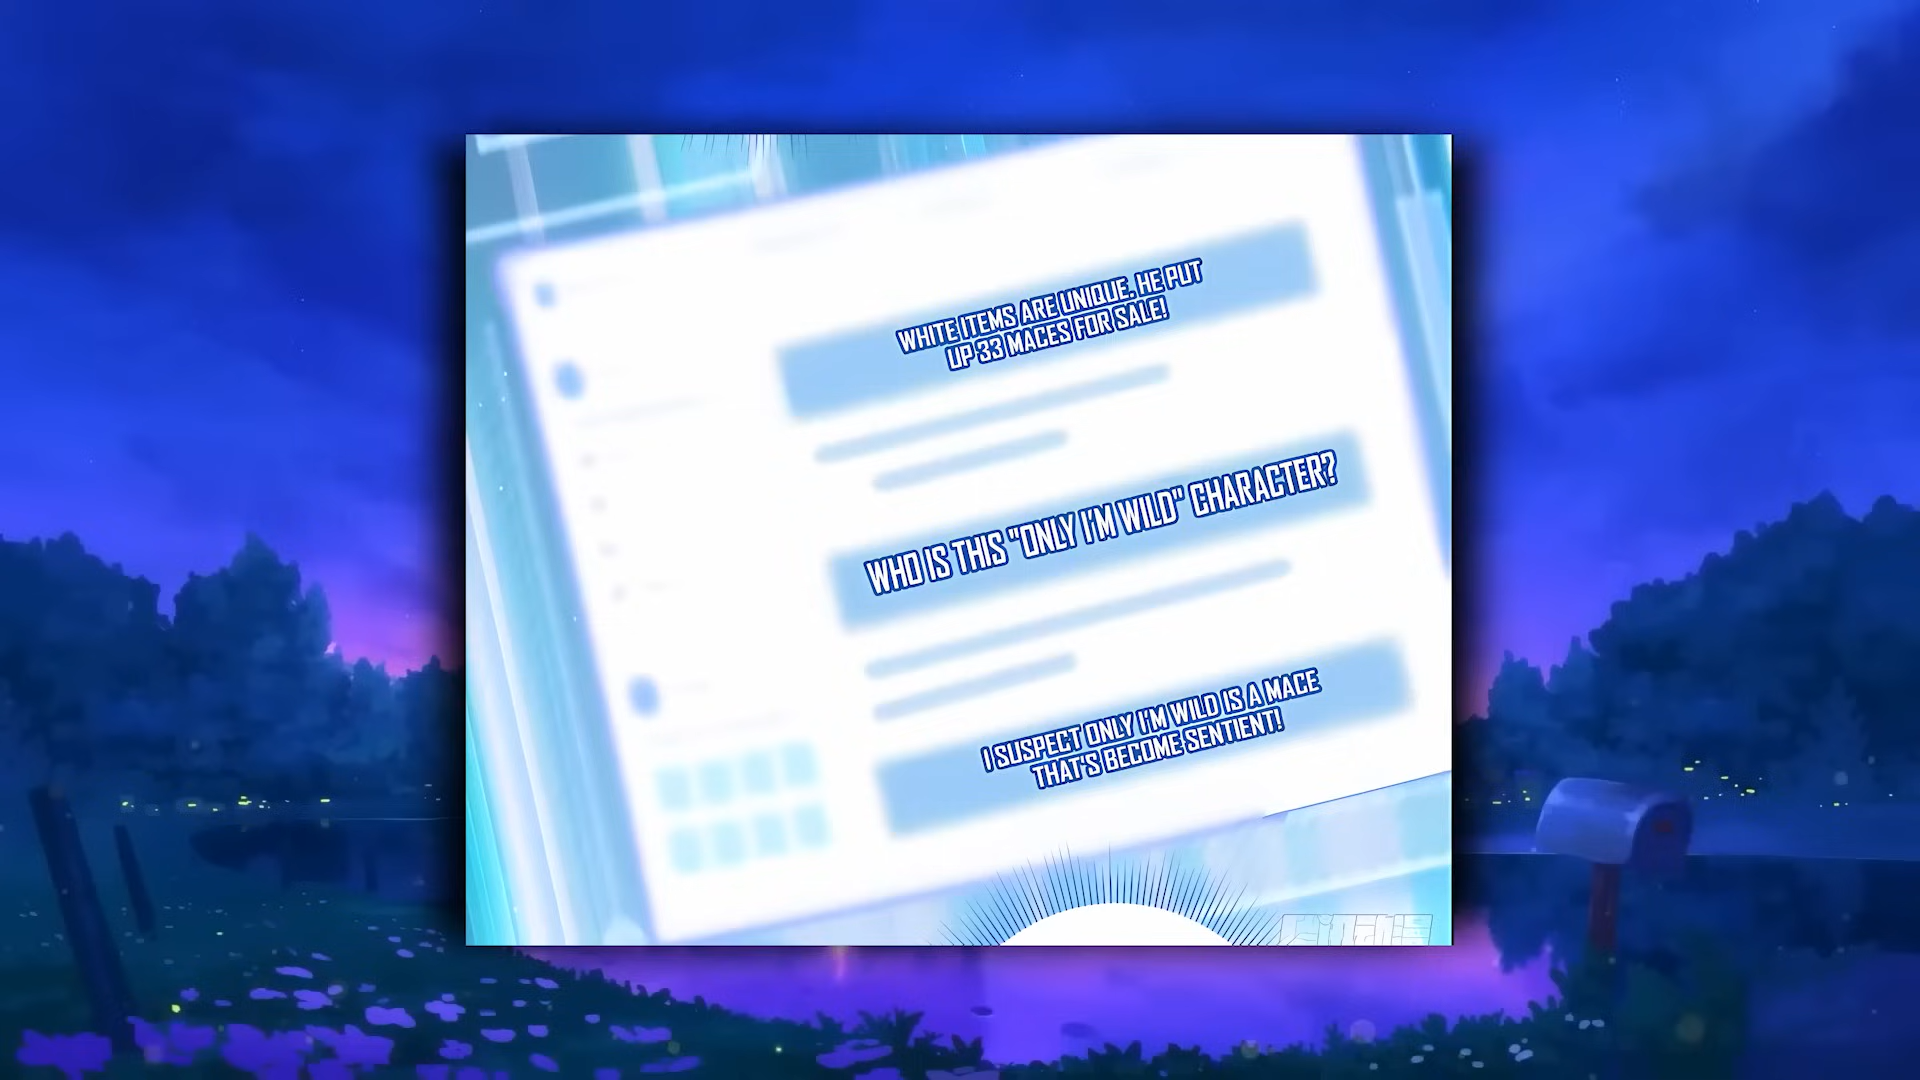 WHITE ITEMS ARE UNIQUE. HE PUT
UP 33 MACES FOR SALE!
WHO IS THIS "ONLY I'M WILD" CHARACTER?
I SUSPECT ONLY I'M WILD IS A MACE
THAT'S BECOME SENTIENT!